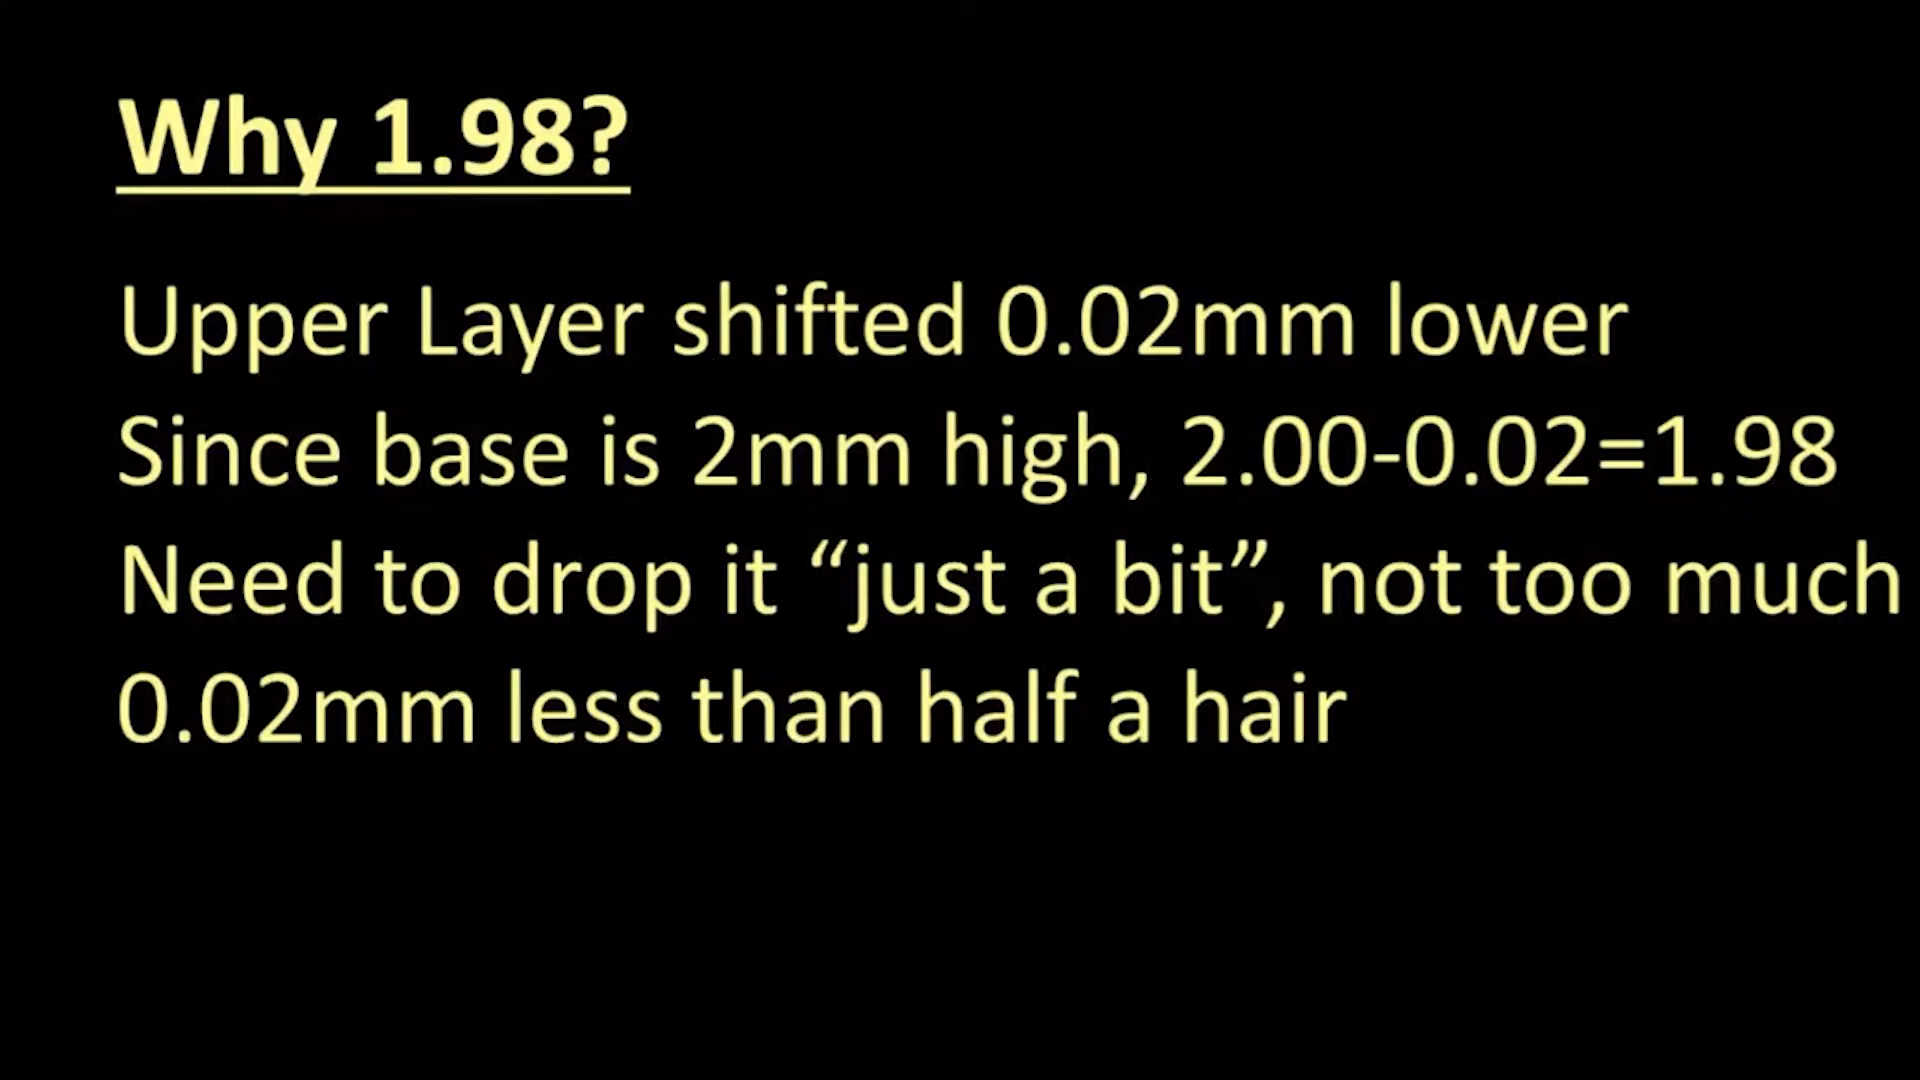 Why 1.98?
Upper Layer shifted 0.02mm lower
Since base is 2mm high, 2.00-0.02=1.98
Need to drop it “just a bit”, not too much
0.02mm less than half a hair